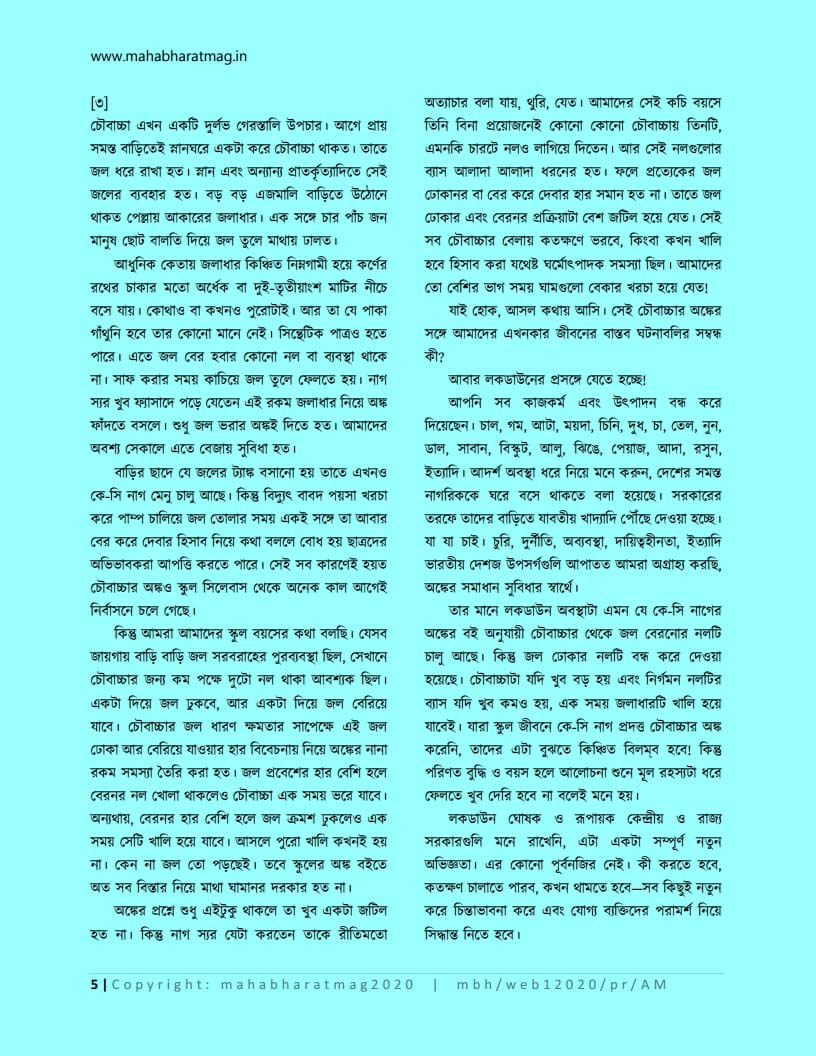 www.mahabharatmag.in
[৩]
চৌবাচ্চা এখন একটি দুর্লভ গেরস্তালি উপচার। আগে প্রায়
সমস্ত বাড়িতেই স্নানঘরে একটা করে চৌবাচ্চা থাকত। তাতে
জল ধরে রাখা হত। স্নান এবং অন্যান্য প্রাতর্কৃত্যাদিতে সেই
জলের ব্যবহার হত। বড় বড় এজমালি বাড়িতে উঠোনে
থাকত পেল্লায় আকারের জলাধার। এক সঙ্গে চার পাঁচ জন
মানুষ ছোট বালতি দিয়ে জল তুলে মাথায় ঢালত।
আধুনিক কেতায় জলাধার কিঞ্চিত নিম্নগামী হয়ে কর্ণের
রথের চাকার মতো অর্ধেক বা দুই-তৃতীয়াংশ মাটির নীচে
বসে যায়। কোথাও বা কখনও পুরোটাই। আর তা যে পাকা
গাঁথুনি হবে তার কোনো মানে নেই। সিন্থেটিক পাত্রও হতে
পারে। এতে জল বের হবার কোনো নল বা ব্যবস্থা থাকে
না। সাফ করার সময় কাচিয়ে জল তুলে ফেলতে হয়। নাগ
স্যর খুব ফ্যাসাদে পড়ে যেতেন এই রকম জলাধার নিয়ে অঙ্ক
ফাঁদতে বসলে। শুধু জল ভরার অঙ্কই দিতে হত। আমাদের
অবশ্য সেকালে এতে বেজায় সুবিধা হত।
বাড়ির ছাদে যে জলের ট্যাঙ্ক বসানো হয় তাতে এখনও
কে-সি নাগ মেনু চালু আছে। কিন্তু বিদ্যুৎ বাবদ পয়সা খরচা
করে পাম্প চালিয়ে জল তোলার সময় একই সঙ্গে তা আবার
বের করে দেবার হিসাব নিয়ে কথা বললে বোধ হয় ছাত্রদের
অভিভাবকরা আপত্তি করতে পারে। সেই সব কারণেই হয়ত
চৌবাচ্চার অঙ্কও স্কুল সিলেবাস থেকে অনেক কাল আগেই
নির্বাসনে চলে গেছে।
কিন্তু আমরা আমাদের স্কুল বয়সের কথা বলছি। যেসব
জায়গায় বাড়ি বাড়ি জল সরবরাহের পুরব্যবস্থা ছিল, সেখানে
চৌবাচ্চার জন্য কম পক্ষে দুটো নল থাকা আবশ্যক ছিল।
একটা দিয়ে জল ঢুকবে, আর একটা দিয়ে জল বেরিয়ে
যাবে। চৌবাচ্চার জল ধারণ ক্ষমতার সাপেক্ষে এই জল
ঢোকা আর বেরিয়ে যাওয়ার হার বিবেচনায় নিয়ে অঙ্কের নানা
রকম সমস্যা তৈরি করা হত। জল প্রবেশের হার বেশি হলে
বেরনর নল খোলা থাকলেও চৌবাচ্চা এক সময় ভরে যাবে।
অন্যথায়, বেরনর হার বেশি হলে জল ক্রমশ ঢুকলেও এক
সময় সেটি খালি হয়ে যাবে। আসলে পুরো খালি কখনই হয়
না। কেন না জল তো পড়ছেই। তবে স্কুলের অঙ্ক বইতে
অত সব বিস্তার নিয়ে মাথা ঘামানর দরকার হত না।
অঙ্কের প্রশ্নে শুধু এইটুকু থাকলে তা খুব একটা জটিল
হত না। কিন্তু নাগ স্যর যেটা করতেন তাকে রীতিমতো
অত্যাচার বলা যায়, থুরি, যেত। আমাদের সেই কচি বয়সে
তিনি বিনা প্রয়োজনেই কোনো কোনো চৌবাচ্চায় তিনটি,
এমনকি চারটে নলও লাগিয়ে দিতেন। আর সেই নলগুলোর
ব্যাস আলাদা আলাদা ধরনের হত। ফলে প্রত্যেকের জল
ঢোকানর বা বের করে দেবার হার সমান হত না। তাতে জল
ঢোকার এবং বেরনর প্রক্রিয়াটা বেশ জটিল হয়ে যেত। সেই
সব চৌবাচ্চার বেলায় কতক্ষণে ভরবে, কিংবা কখন খালি
হবে হিসাব করা যথেষ্ট ঘর্মোৎপাদক সমস্যা ছিল। আমাদের
তো বেশির ভাগ সময় ঘামগুলো বেকার খরচা হয়ে যেত!
যাই হোক, আসল কথায় আসি। সেই চৌবাচ্চার অঙ্কের
সঙ্গে আমাদের এখনকার জীবনের বাস্তব ঘটনাবলির সম্বন্ধ
কী?
আবার লকডাউনের প্রসঙ্গে যেতে হচ্ছে!
আপনি সব কাজকর্ম এবং উৎপাদন বন্ধ করে
দিয়েছেন। চাল, গম, আটা, ময়দা, চিনি, দুধ, চা, তেল, নুন,
ডাল, সাবান, বিস্কুট, আলু, ঝিঙে, পেয়াজ, আদা, রসুন,
ইত্যাদি। আদর্শ অবস্থা ধরে নিয়ে মনে করুন, দেশের সমস্ত
নাগরিককে ঘরে বসে থাকতে বলা হয়েছে। সরকারের
তরফে তাদের বাড়িতে যাবতীয় খাদ্যাদি পৌঁছে দেওয়া হচ্ছে।
যা যা চাই। চুরি, দুর্নীতি, অব্যবস্থা, দায়িত্বহীনতা, ইত্যাদি
ভারতীয় দেশজ উপসর্গগুলি আপাতত আমরা অগ্রাহ্য করছি,
অঙ্কের সমাধান সুবিধার স্বার্থে।
তার মানে লকডাউন অবস্থাটা এমন যে কে-সি নাগের
অঙ্কের বই অনুযায়ী চৌবাচ্চার থেকে জল বেরনোর নলটি
চালু আছে। কিন্তু জল ঢোকার নলটি বন্ধ করে দেওয়া
হয়েছে। চৌবাচ্চাটা যদি খুব বড় হয় এবং নির্গমন নলটির
ব্যাস যদি খুব কমও হয়, এক সময় জলাধারটি খালি হয়ে
যাবেই। যারা স্কুল জীবনে কে-সি নাগ প্রদত্ত চৌবাচ্চার অঙ্ক
করেনি, তাদের এটা বুঝতে কিঞ্চিত বিলম্ব হবে! কিন্তু
পরিণত বুদ্ধি ও বয়স হলে আলোচনা শুনে মূল রহস্যটা ধরে
ফেলতে খুব দেরি হবে না বলেই মনে হয়।
লকডাউন ঘোষক ও রূপায়ক কেন্দ্রীয় ও রাজ্য
সরকারগুলি মনে রাখেনি, এটা একটা সম্পূর্ণ নতুন
অভিজ্ঞতা। এর কোনো পূর্বনজির নেই। কী করতে হবে,
কতক্ষণ চালাতে পারব, কখন থামতে হবে—সব কিছুই নতুন
করে চিন্তাভাবনা করে এবং যোগ্য ব্যক্তিদের পরামর্শ নিয়ে
সিদ্ধান্ত নিতে হবে।
5 | Copyright: mahabharatmag2020 | mbh/web12020/pr/AM